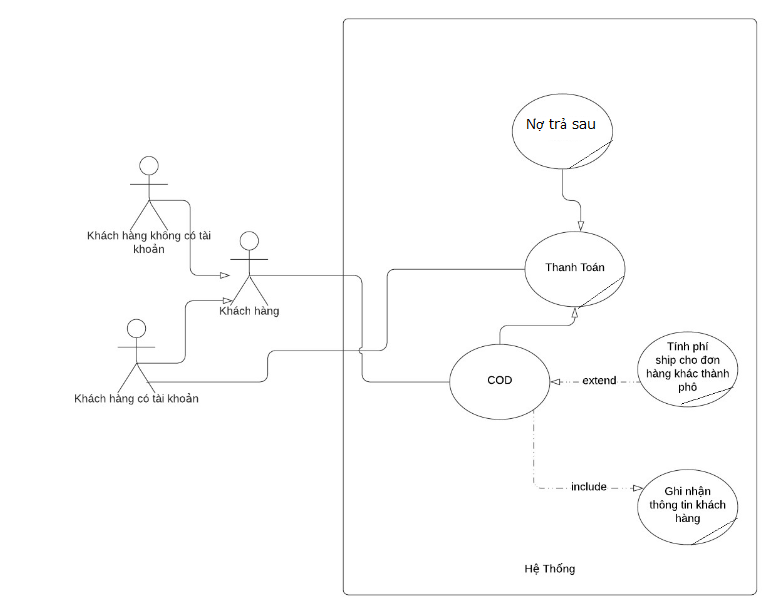 Nợ trả sau
Khách hàng không có tài
khoản
Thanh Toán
Khách hàng
Tính phí
ship cho đơn
hàng khác thành
phô
COD
extend
Khách hàng có tài khoản
include
Ghi nhận
thông tin khách
hàng
Hệ Thống